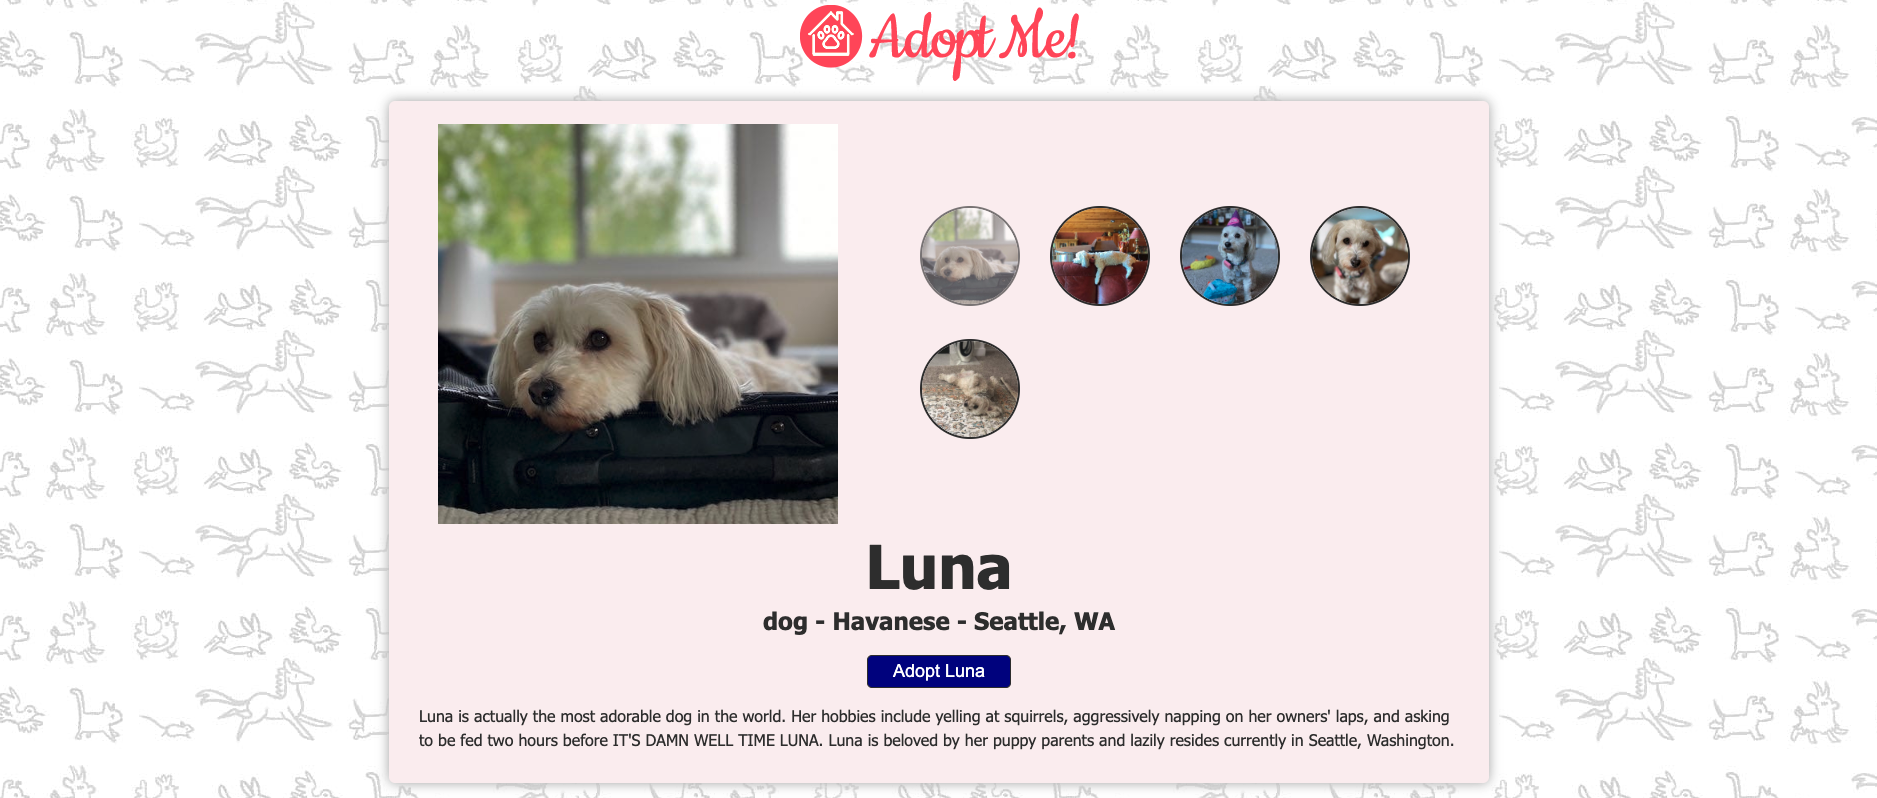 Adopt Me!
Luna
dog - Havanese - Seattle, WA
Adopt Luna
Luna is actually the most adorable dog in the world. Her hobbies include yelling at squirrels, aggressively napping on her owners' laps, and asking
to be fed two hours before IT'S DAMN WELL TIME LUNA. Luna is beloved by her puppy parents and lazily resides currently in Seattle, Washington.